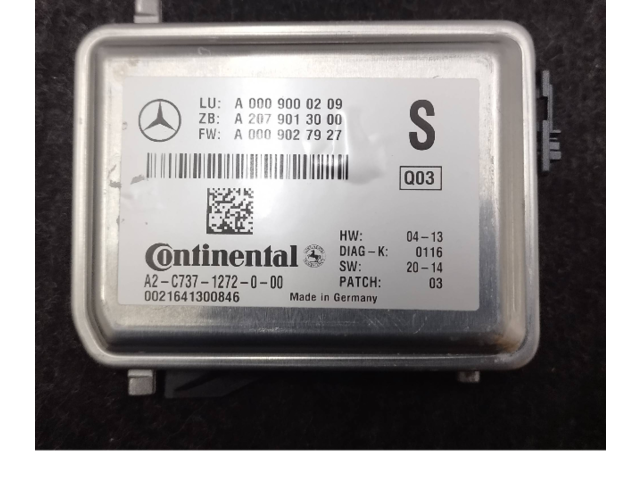 LU: A 000 900 02 09
ZB: A 207 901 30 00
FW: A 000 902 79 27
S
Q03
Continental
A2-C737-1272-0-00
0021641300846
Made in Germany
HW: 04-13
DIAG-K: 0116
SW: 20-14
PATCH: 03